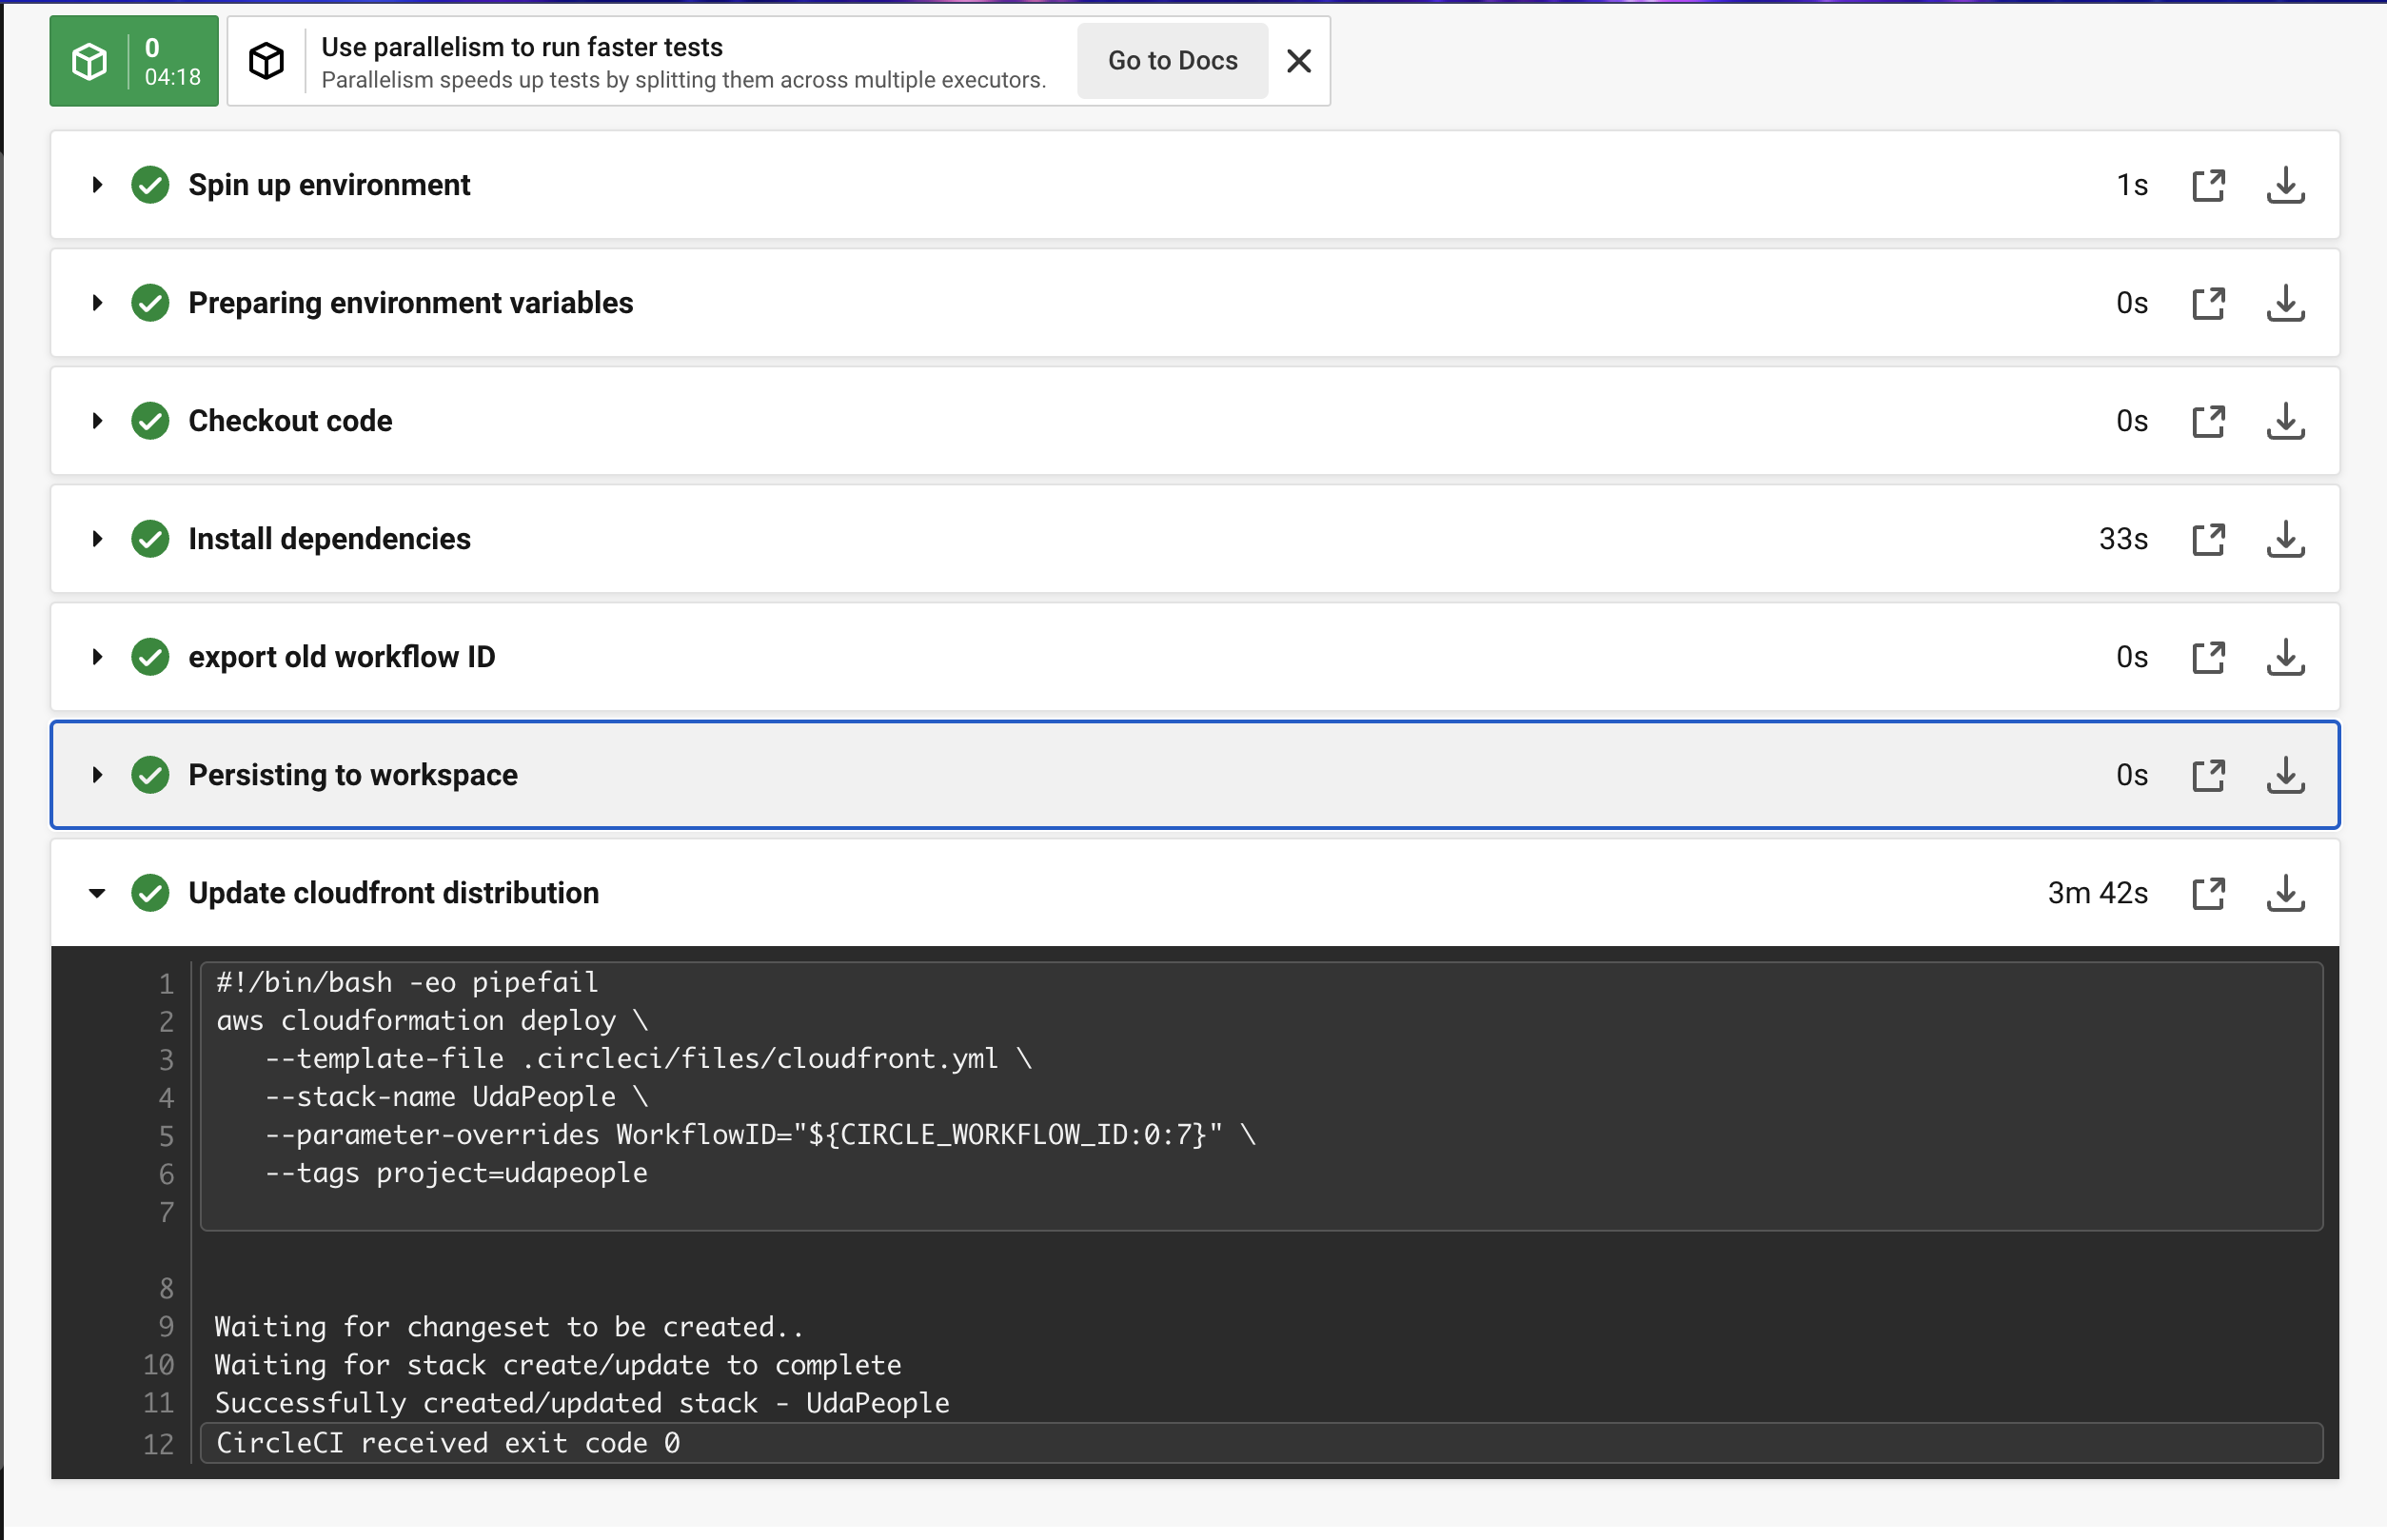 0
04:18
Use parallelism to run faster tests
Parallelism speeds up tests by splitting them across multiple executors.
Go to Docs
Spin up environment 1s
Preparing environment variables 0s
Checkout code 0s
Install dependencies 33s
export old workflow ID 0s
Persisting to workspace 0s
Update cloudfront distribution 3m 42s
1 #!/bin/bash -eo pipefail
2 aws cloudformation deploy \
3    --template-file .circleci/files/cloudfront.yml \
4    --stack-name UdaPeople \
5    --parameter-overrides WorkflowID="${CIRCLE_WORKFLOW_ID:0:7}" \
6    --tags project=udapeople
7
8
9 Waiting for changeset to be created..
10 Waiting for stack create/update to complete
11 Successfully created/updated stack - UdaPeople
12 CircleCI received exit code 0